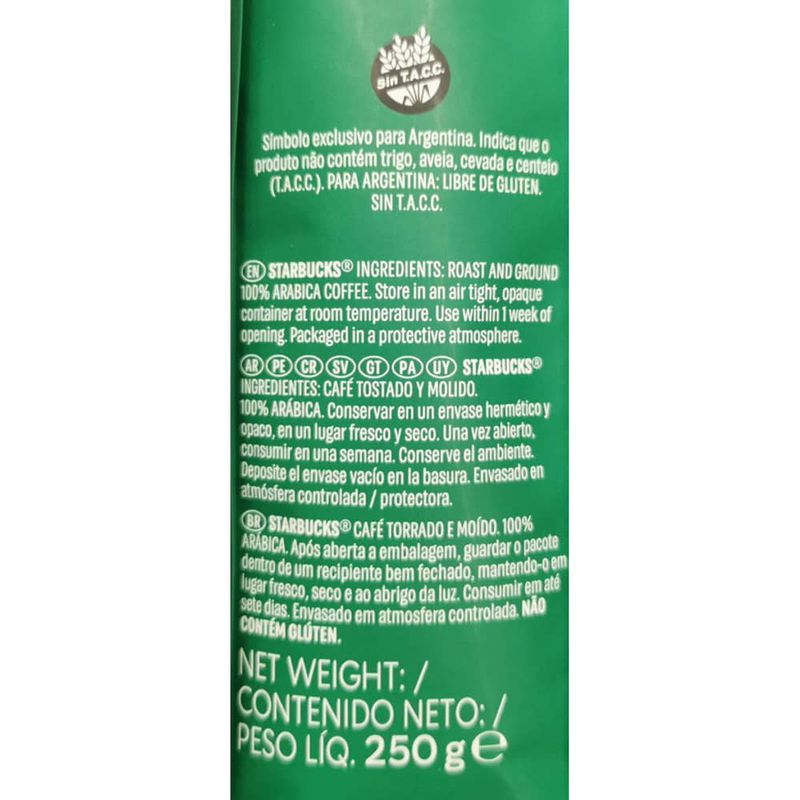 Sin T.A.C.C.
Símbolo exclusivo para Argentina. Indica que o
produto não contém trigo, aveia, cevada e centeio
(T.A.C.C.). PARA ARGENTINA: LIBRE DE GLUTEN.
SIN T.A.C.C.
EN STARBUCKS® INGREDIENTS: ROAST AND GROUND
100% ARABICA COFFEE. Store in an air tight, opaque
container at room temperature. Use within 1 week of
opening. Packaged in a protective atmosphere.
AR PE CR SV GT PA UY STARBUCKS®
INGREDIENTES: CAFÉ TOSTADO Y MOLIDO.
100% ARÁBICA. Conservar en un envase hermético y
opaco, en un lugar fresco y seco. Una vez abierto,
consumir en una semana. Conserve el ambiente.
Deposite el envase vacío en la basura. Envasado en
atmósfera controlada / protectora.
BR STARBUCKS® CAFÉ TORRADO E MOÍDO. 100%
ARÁBICA. Após aberta a embalagem, guardar o pacote
dentro de um recipiente bem fechado, mantendo-o em
lugar fresco, seco e ao abrigo da luz. Consumir em até
sete dias. Envasado em atmosfera controlada. NÃO
CONTÉM GLÚTEN.
NET WEIGHT: /
CONTENIDO NETO: /
PESO LÍQ. 250 g e